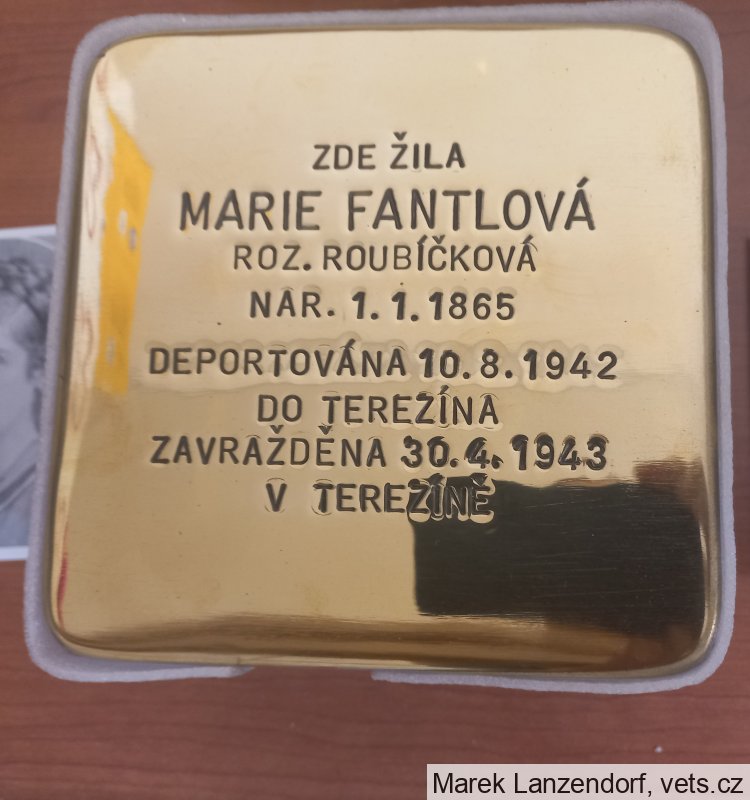 ZDE ŽILA
MARIE FANTLOVÁ
ROZ. ROUBÍČKOVÁ
NAR. 1.1.1865
DEPORTOVÁNA 10.8.1942
DO TEREZÍNA
ZAVRAŽDĚNA 30.4.1943
V TEREZÍNĚ
Marek Lanzendorf, vets.cz